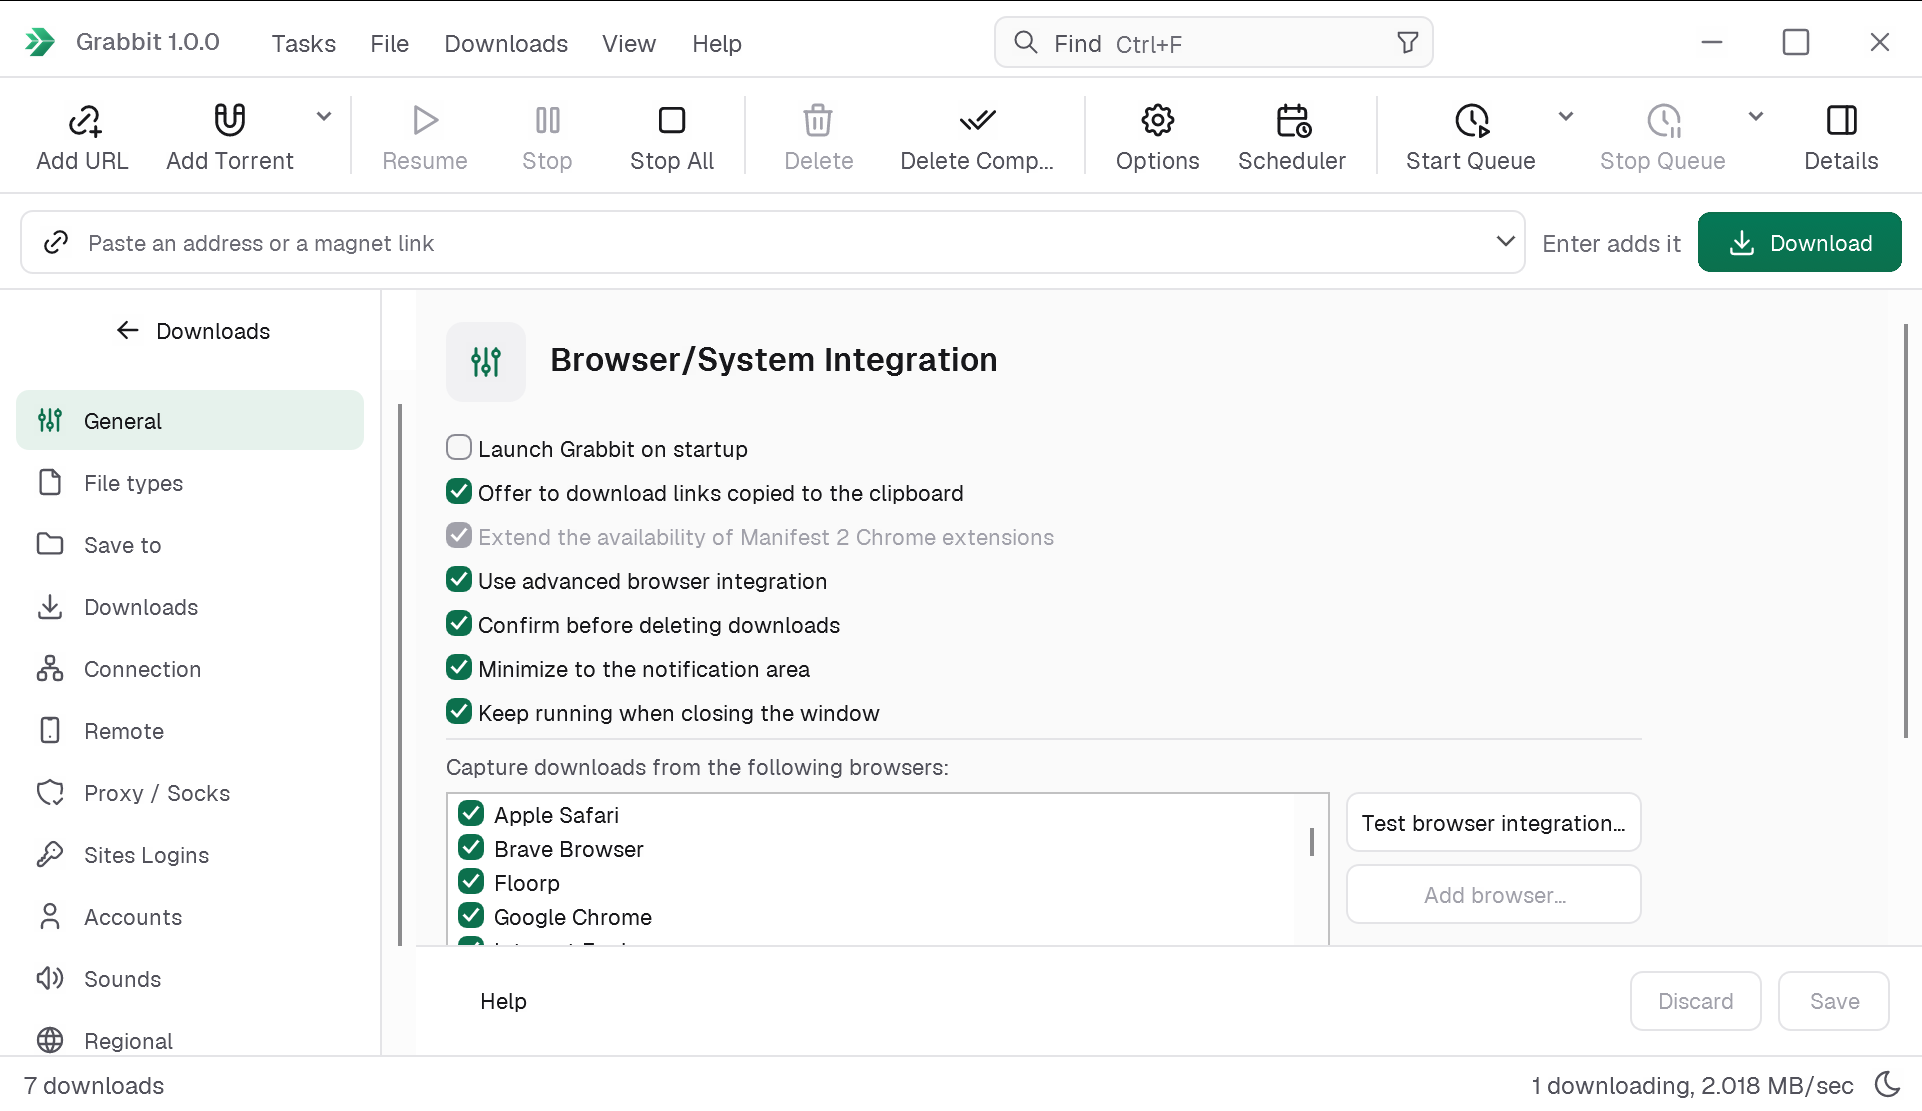 Grabbit 1.0.0 Tasks File Downloads View Help Find Ctrl+F
Add URL Add Torrent Resume Stop Stop All Delete Delete Comp... Options Scheduler Start Queue Stop Queue Details
Paste an address or a magnet link Enter adds it Download
Downloads
General
File types
Save to
Downloads
Connection
Remote
Proxy / Socks
Sites Logins
Accounts
Sounds
Regional
Browser/System Integration
Launch Grabbit on startup
Offer to download links copied to the clipboard
Extend the availability of Manifest 2 Chrome extensions
Use advanced browser integration
Confirm before deleting downloads
Minimize to the notification area
Keep running when closing the window
Capture downloads from the following browsers:
Apple Safari
Brave Browser
Floorp
Google Chrome
Test browser integration...
Add browser...
Help
Discard Save
7 downloads
1 downloading, 2.018 MB/sec